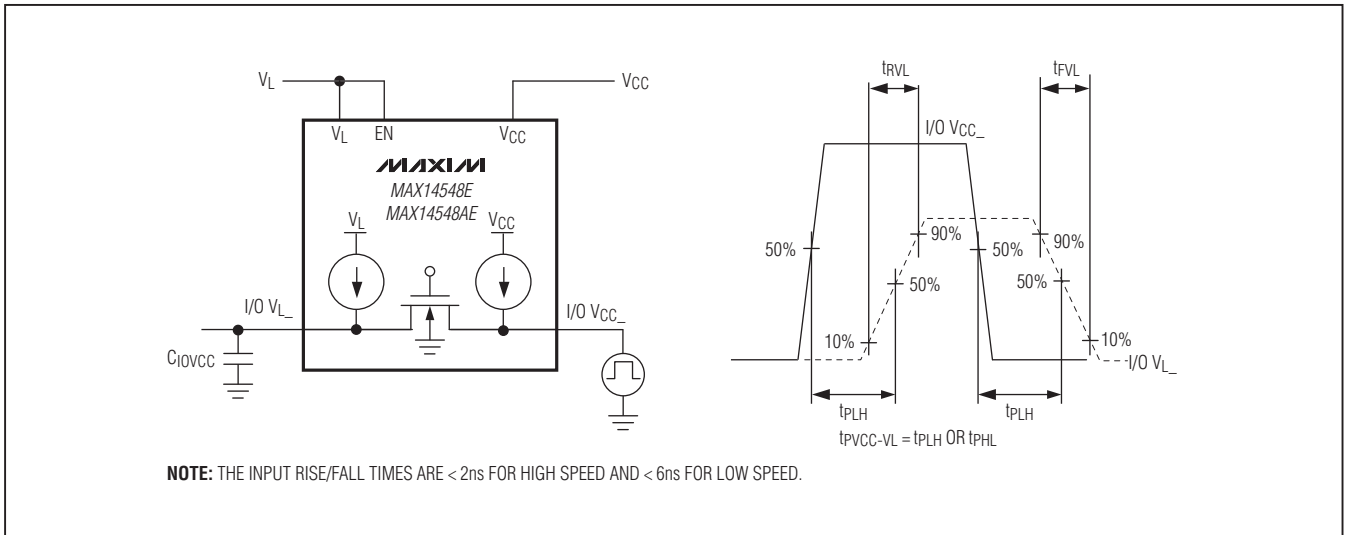 VL
VCC
VL
EN
VCC
MAXIM
MAX14548E
MAX14548AE
VL
VCC
I/O VL_
I/O VCC_
CIOVCC
tRVL
tFVL
I/O VCC_
50%
90%
50%
10%
50%
90%
50%
10%
I/O VL_
tPLH
tPLH
tPVCC-VL = tPLH OR tPHL
NOTE: THE INPUT RISE/FALL TIMES ARE < 2ns FOR HIGH SPEED AND < 6ns FOR LOW SPEED.